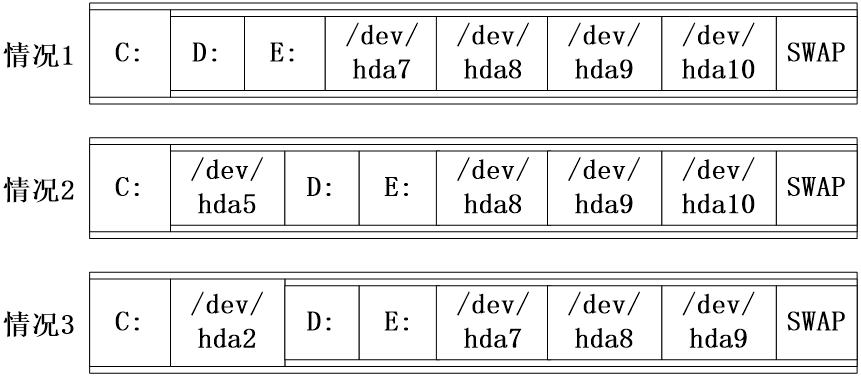 情况1 C: D: E: /dev/ hda7 /dev/ hda8 /dev/ hda9 /dev/ hda10 SWAP
情况2 C: /dev/ hda5 D: E: /dev/ hda8 /dev/ hda9 /dev/ hda10 SWAP
情况3 C: /dev/ hda2 D: E: /dev/ hda7 /dev/ hda8 /dev/ hda9 SWAP